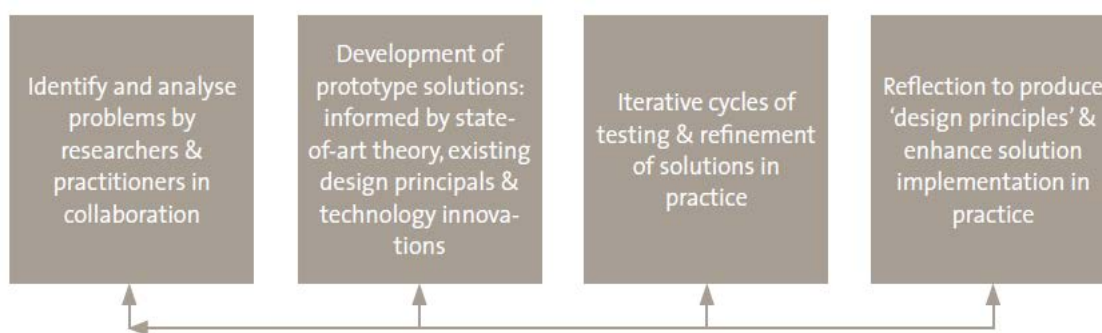 Identify and analyse
problems by
researchers &
practitioners in
collaboration
Development of
prototype solutions:
informed by state-
of-art theory, existing
design principals &
technology innova-
tions
Iterative cycles of
testing & refinement
of solutions in
practice
Reflection to produce
‘design principles’ &
enhance solution
implementation in
practice